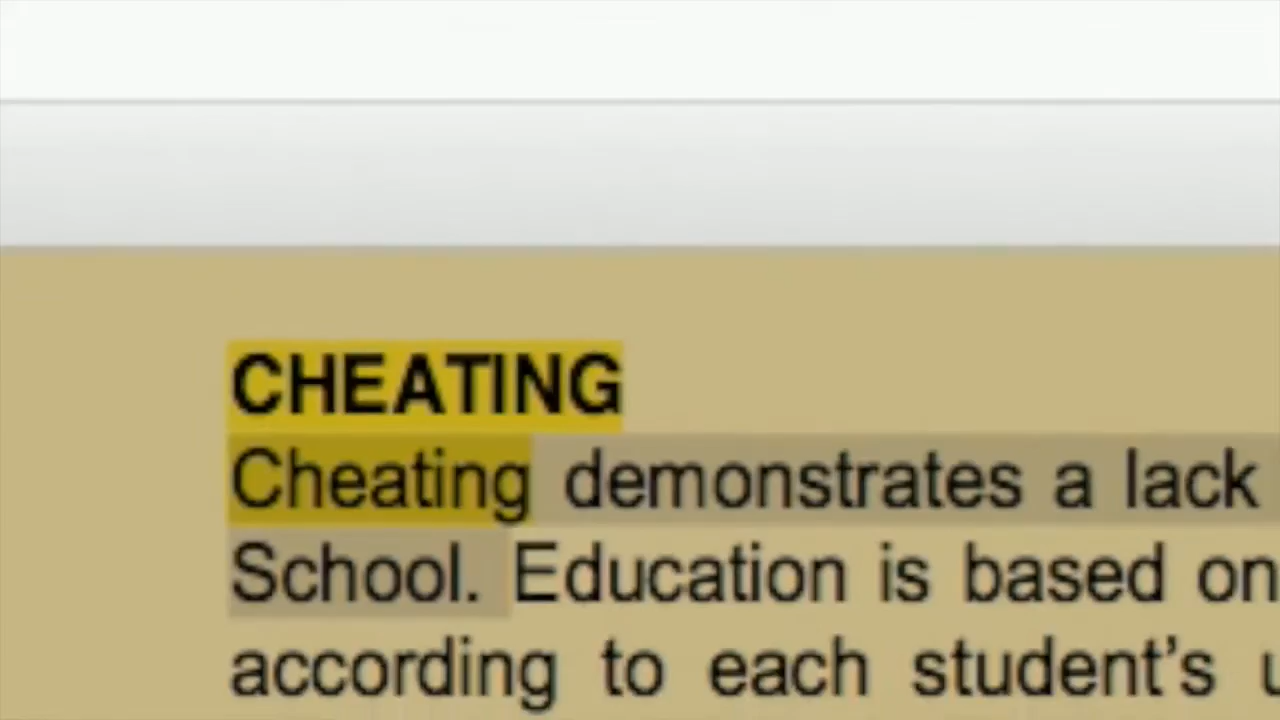 CHEATING
Cheating demonstrates a lack
School. Education is based on
according to each student’s